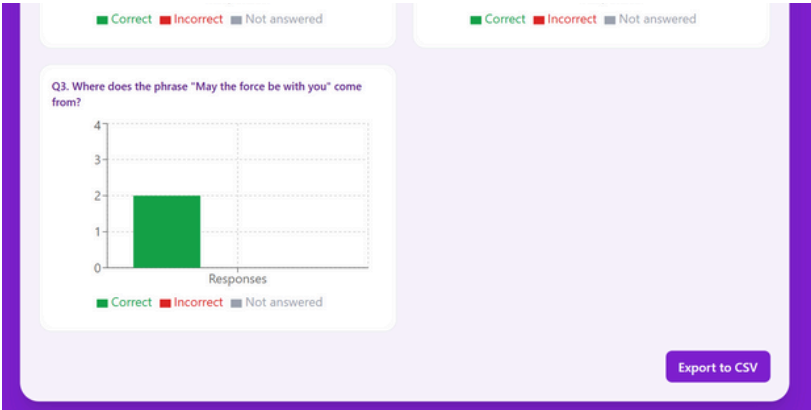 Correct Incorrect Not answered
Correct Incorrect Not answered
Q3. Where does the phrase "May the force be with you" come
from?
4
3
2
1
0
Responses
Correct Incorrect Not answered
Export to CSV